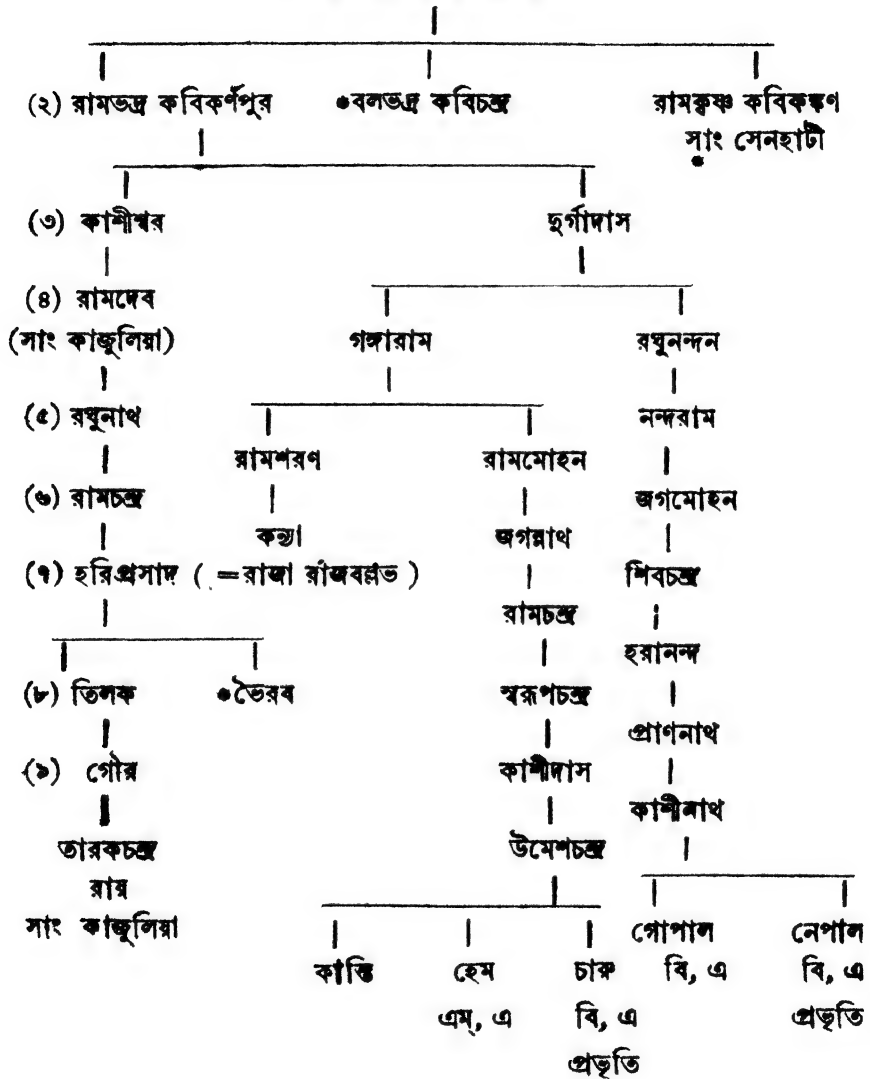 (২) রামভদ্র কবিকর্ণপুর •বলভদ্র কবিচন্দ্র রামকৃষ্ণ কবিকঙ্কণ
সাং সেনহাটী
(৩) কাশীশ্বর দুর্গাদাস
(৪) রামদেব
(সাং কাজুলিয়া) গঙ্গারাম রঘুনন্দন
(৫) রঘুনাথ নন্দরাম
রামশরণ রামমোহন
(৬) রামচন্দ্র জগমোহন
কন্যা জগন্নাথ
(৭) হরিপ্রসাদ ( =রাজা রাজবল্লভ ) শিবচন্দ্র
রামচন্দ্র
হরানন্দ
(৮) তিলক •ভৈরব স্বরূপচন্দ্র
প্রাণনাথ
(৯) গৌর কাশীদাস
কাশীনাথ
তারকচন্দ্র উমেশচন্দ্র
রায়
সাং কাজুলিয়া গোপাল নেপাল
কান্তি হেম চারু বি, এ বি, এ
এম্, এ বি, এ প্রভৃতি
প্রভৃতি